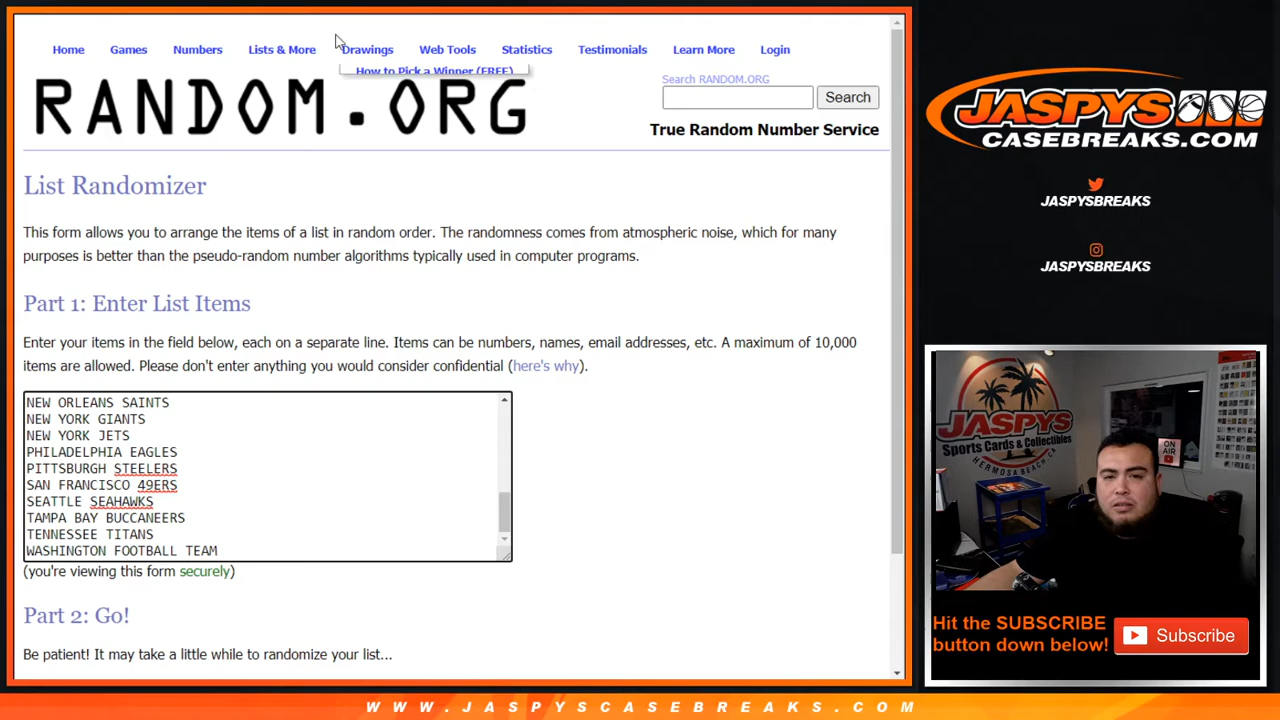 Home Games Numbers Lists & More Drawings Web Tools Statistics Testimonials Learn More Login
How to Pick a Winner (FREE)
RANDOM.ORG
Search RANDOM.ORG
Search
True Random Number Service
List Randomizer
This form allows you to arrange the items of a list in random order. The randomness comes from atmospheric noise, which for many
purposes is better than the pseudo-random number algorithms typically used in computer programs.
Part 1: Enter List Items
Enter your items in the field below, each on a separate line. Items can be numbers, names, email addresses, etc. A maximum of 10,000
items are allowed. Please don't enter anything you would consider confidential (here's why).
NEW ORLEANS SAINTS
NEW YORK GIANTS
NEW YORK JETS
PHILADELPHIA EAGLES
PITTSBURGH STEELERS
SAN FRANCISCO 49ERS
SEATTLE SEAHAWKS
TAMPA BAY BUCCANEERS
TENNESSEE TITANS
WASHINGTON FOOTBALL TEAM
(you're viewing this form securely)
Part 2: Go!
Be patient! It may take a little while to randomize your list...
JASPYS
CASEBREAKS.COM
JASPYSBREAKS
JASPYSBREAKS
JASPYS
Sports Cards & Collectibles
HERMOSA BEACH, CA
ON
AIR
Hit the SUBSCRIBE
button down below!
Subscribe
WWW.JASPYSCASEBREAKS.COM